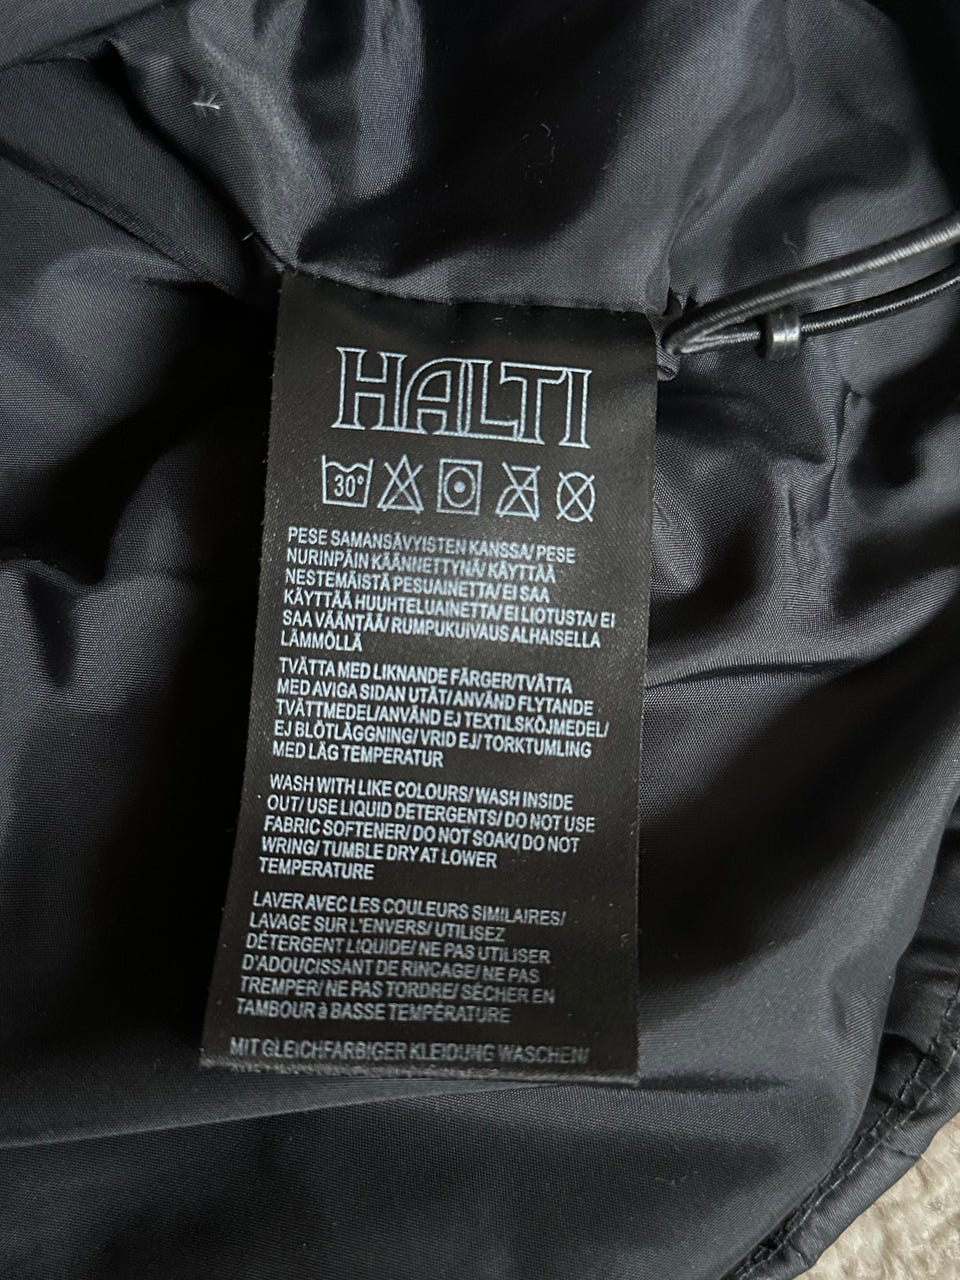 HALTI
30°
PESE SAMANSÄVYISTEN KANSSA/ PESE
NURINPÄIN KÄÄNNETTYNÄ/ KÄYTTÄÄ
NESTEMÄISTÄ PESUAINETTA/ EI SAA
KÄYTTÄÄ HUUHTELUAINETTA/ EI LIOTUSTA/ EI
SAA VÄÄNTÄÄ/ RUMPUKUIVAUS ALHAISELLA
LÄMMÖLLÄ
TVÄTTA MED LIKNANDE FÄRGER/TVÄTTA
MED AVIGA SIDAN UTÅT/ ANVÄND FLYTANDE
TVÄTTMEDEL/ANVÄND EJ TEXTILSKÖJMEDEL/
EJ BLÖTLÄGGNING/ VRID EJ/ TORKTUMLING
MED LÅG TEMPERATUR
WASH WITH LIKE COLOURS/ WASH INSIDE
OUT/ USE LIQUID DETERGENTS/ DO NOT USE
FABRIC SOFTENER/ DO NOT SOAK/ DO NOT
WRING/ TUMBLE DRY AT LOWER
TEMPERATURE
LAVER AVEC LES COULEURS SIMILAIRES/
LAVAGE SUR L'ENVERS/ UTILISEZ
DÉTERGENT LIQUIDE/ NE PAS UTILISER
D'ADOUCISSANT DE RINCAGE/ NE PAS
TREMPER/ NE PAS TORDRE/ SÉCHER EN
TAMBOUR à BASSE TEMPÉRATURE
MIT GLEICHFARBIGER KLEIDUNG WASCHEN/